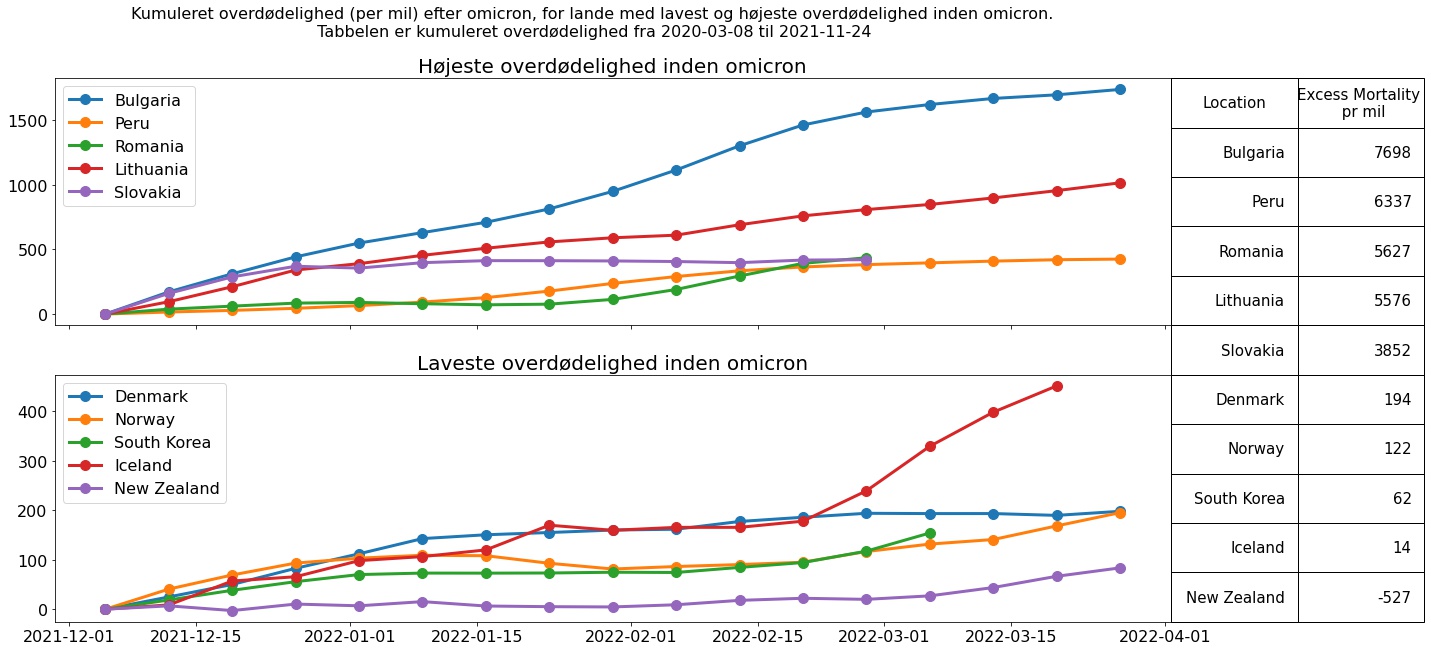 Kumuleret overdødelighed (per mil) efter omicron, for lande med lavest og højeste overdødelighed inden omicron.
Tabbelen er kumuleret overdødelighed fra 2020-03-08 til 2021-11-24
Højeste overdødelighed inden omicron
Bulgaria
Peru
Romania
Lithuania
Slovakia
1500
1000
500
0
Laveste overdødelighed inden omicron
Denmark
Norway
South Korea
Iceland
New Zealand
400
300
200
100
0
2021-12-01 2021-12-15 2022-01-01 2022-01-15 2022-02-01 2022-02-15 2022-03-01 2022-03-15 2022-04-01
Location Excess Mortality
pr mil
Bulgaria 7698
Peru 6337
Romania 5627
Lithuania 5576
Slovakia 3852
Denmark 194
Norway 122
South Korea 62
Iceland 14
New Zealand -527